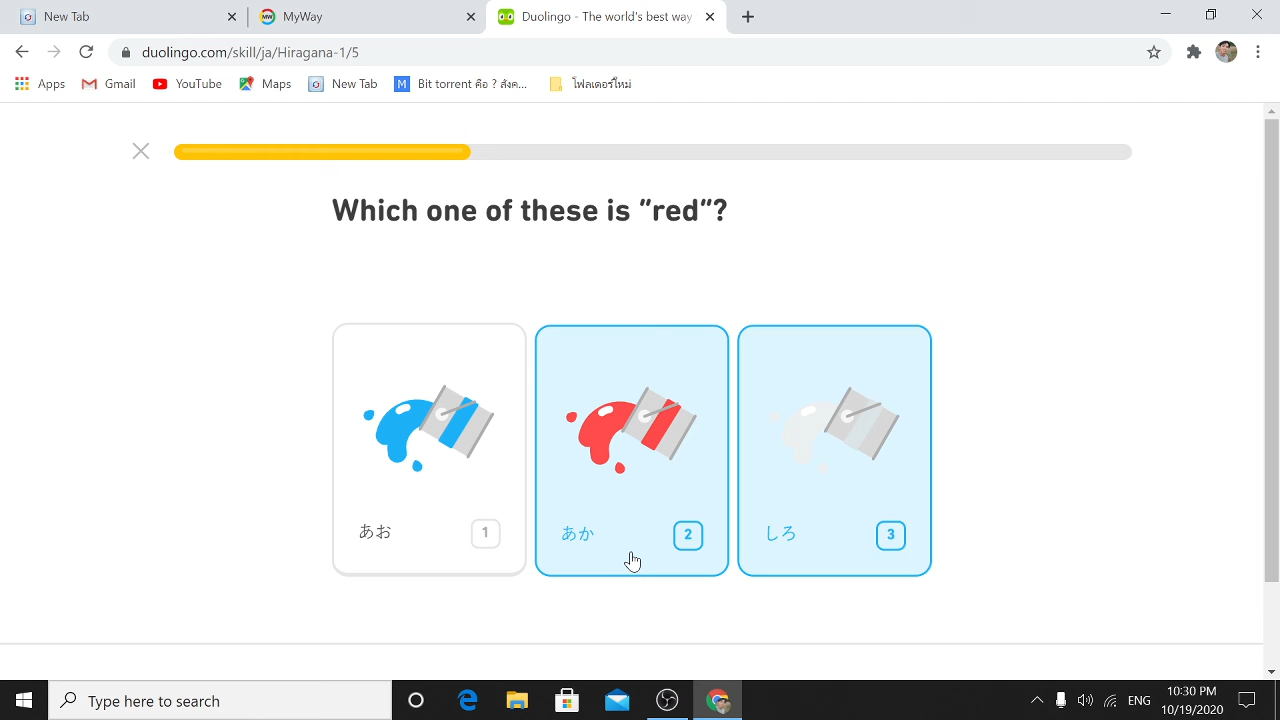 New Tab
MyWay
Duolingo - The world's best way
duolingo.com/skill/ja/Hiragana-1/5
Apps
Gmail
YouTube
Maps
New Tab
Bit torrent คือ ? สังค...
โฟลเดอร์ใหม่
Which one of these is "red"?
あお
1
あか
2
しろ
3
Type here to search
ENG
10:30 PM
10/19/2020